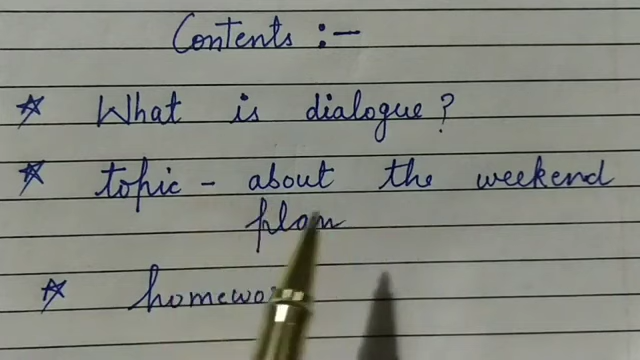 Contents :-
☆ What is dialogue?
☆ topic - about the weekend
plan
☆